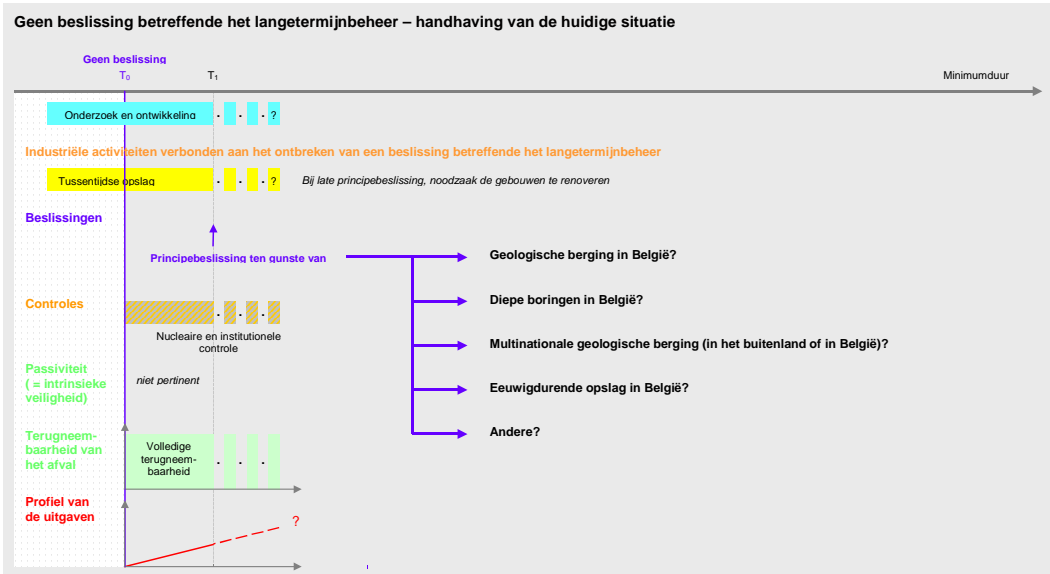 Geen beslissing betreffende het langetermijnbeheer – handhaving van de huidige situatie
Geen beslissing
T₀
T₁
Minimumduur
Onderzoek en ontwikkeling
. . . ?
Industriële activiteiten verbonden aan het ontbreken van een beslissing betreffende het langetermijnbeheer
Tussentijdse opslag
. . . ?
Bij late principebeslissing, noodzaak de gebouwen te renoveren
Beslissingen
Principebeslissing ten gunste van
Geologische berging in België?
Diepe boringen in België?
Multinationale geologische berging (in het buitenland of in België)?
Eeuwigdurende opslag in België?
Andere?
Controles
. . .
Nucleaire en institutionele
controle
Passiviteit
( = intrinsieke
veiligheid)
niet pertinent
Terugneem-
baarheid van
het afval
Volledige
terugneem-
baarheid
. . .
Profiel van
de uitgaven
?